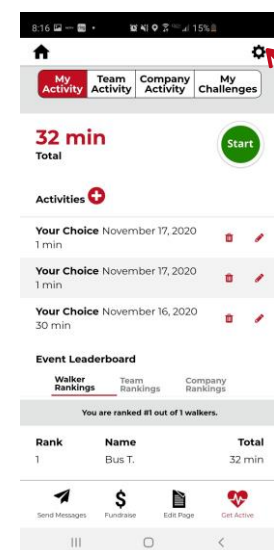 8:16 15%
My Activity
Team Activity
Company Activity
My Challenges
32 min
Total
Start
Activities
Your Choice November 17, 2020
1 min
Your Choice November 17, 2020
1 min
Your Choice November 16, 2020
30 min
Event Leaderboard
Walker Rankings
Team Rankings
Company Rankings
You are ranked #1 out of 1 walkers.
Rank Name Total
1 Bus T. 32 min
Send Messages Fundraise Edit Page Get Active